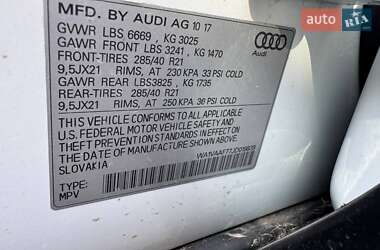 AUTO RIA
MFD. BY AUDI AG 10 17
GVWR LBS 6669 , KG 3025
GAWR FRONT LBS 3241 , KG 1470
FRONT-TIRES 285/40 R21
9,5JX21 RIMS, AT 230 KPA 33 PSI COLD
GAWR REAR LBS3825 , KG 1735
REAR-TIRES 285/40 R21
9,5JX21 RIMS, AT 250 KPA 36 PSI COLD
Audi
THIS VEHICLE CONFORMS TO ALL APPLICABLE
U.S. FEDERAL MOTOR VEHICLE SAFETY AND
THEFT PREVENTION STANDARDS IN EFFECT ON
THE DATE OF MANUFACTURE SHOWN ABOVE.
SLOVAKIA
TYPE:
MPV